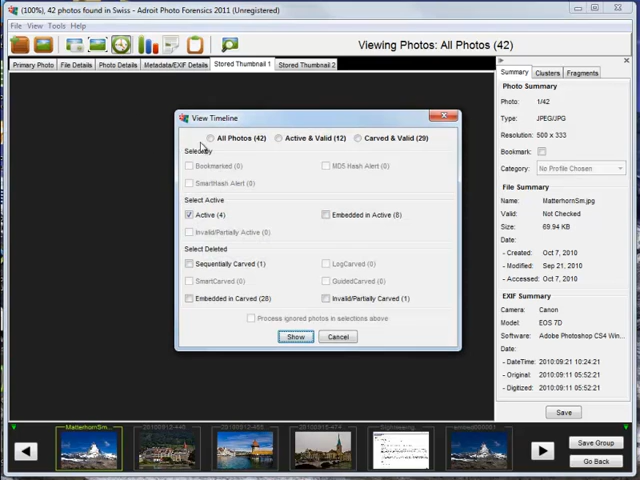 (100%), 42 photos found in Swiss - Adroit Photo Forensics 2011 (Unregistered)
File View Tools Help
Viewing Photos: All Photos (42)
Primary Photo File Details Photo Details Metadata/EXIF Details Stored Thumbnail 1 Stored Thumbnail 2
Summary Clusters Fragments
Photo Summary
Photo: 1/42
Type: JPEG/JPG
Resolution: 500 x 333
Bookmark:
Category: No Profile Chosen
File Summary
Name: MatterhornSm.jpg
Valid: Not Checked
Size: 69.94 KB
Date:
- Created: Oct 7, 2010
- Modified: Sep 21, 2010
- Accessed: Oct 7, 2010
EXIF Summary
Camera: Canon
Model: EOS 7D
Software: Adobe Photoshop CS4 W...
Date:
- DateTime: 2010:09:21 10:24:21
- Original: 2010:09:11 05:52:21
- Digitized: 2010:09:11 05:52:21
Save
View Timeline
All Photos (42) Active & Valid (12) Carved & Valid (29)
Select By
Bookmarked (0) MD5 Hash Alert (0)
SmartHash Alert (0)
Select Active
Active (4) Embedded in Active (8)
Invalid/Partially Active (0)
Select Deleted
Sequentially Carved (1) LogCarved (0)
SmartCarved (0) GuidedCarved (0)
Embedded in Carved (28) Invalid/Partially Carved (1)
Process ignored photos in selections above
Show Cancel
MatterhornSm...
Save Group
Go Back